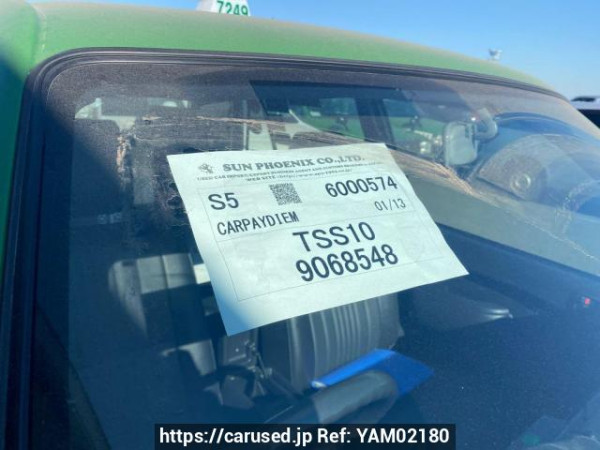 7249
SUN PHOENIX CO.,LTD.
S5
6000574
CARPAYDIEM
01/13
TSS10
9068548
https://carused.jp Ref: YAM02180